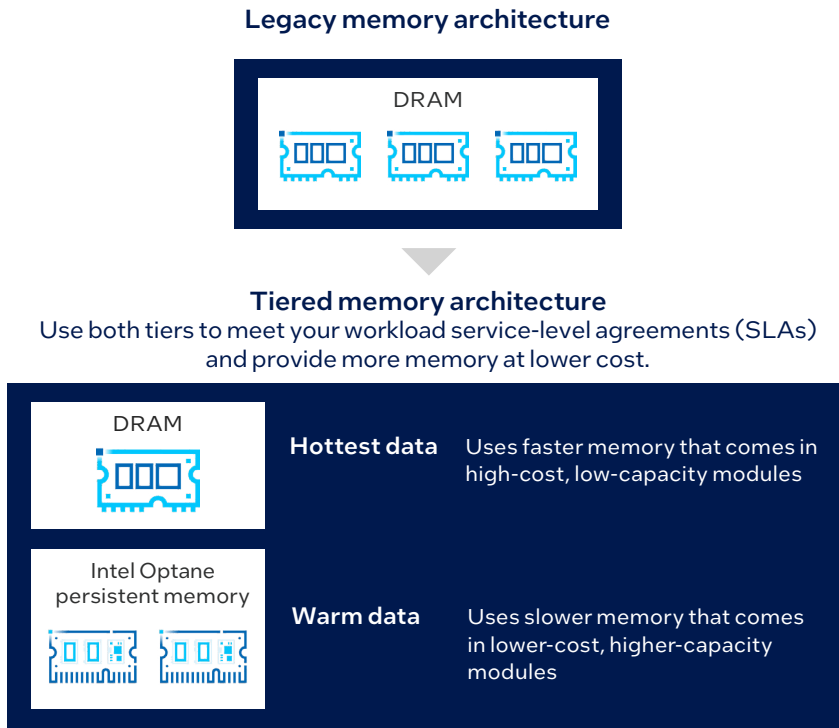 Legacy memory architecture
DRAM
Tiered memory architecture
Use both tiers to meet your workload service-level agreements (SLAs)
and provide more memory at lower cost.
DRAM
Hottest data
Uses faster memory that comes in
high-cost, low-capacity modules
Intel Optane
persistent memory
Warm data
Uses slower memory that comes
in lower-cost, higher-capacity
modules